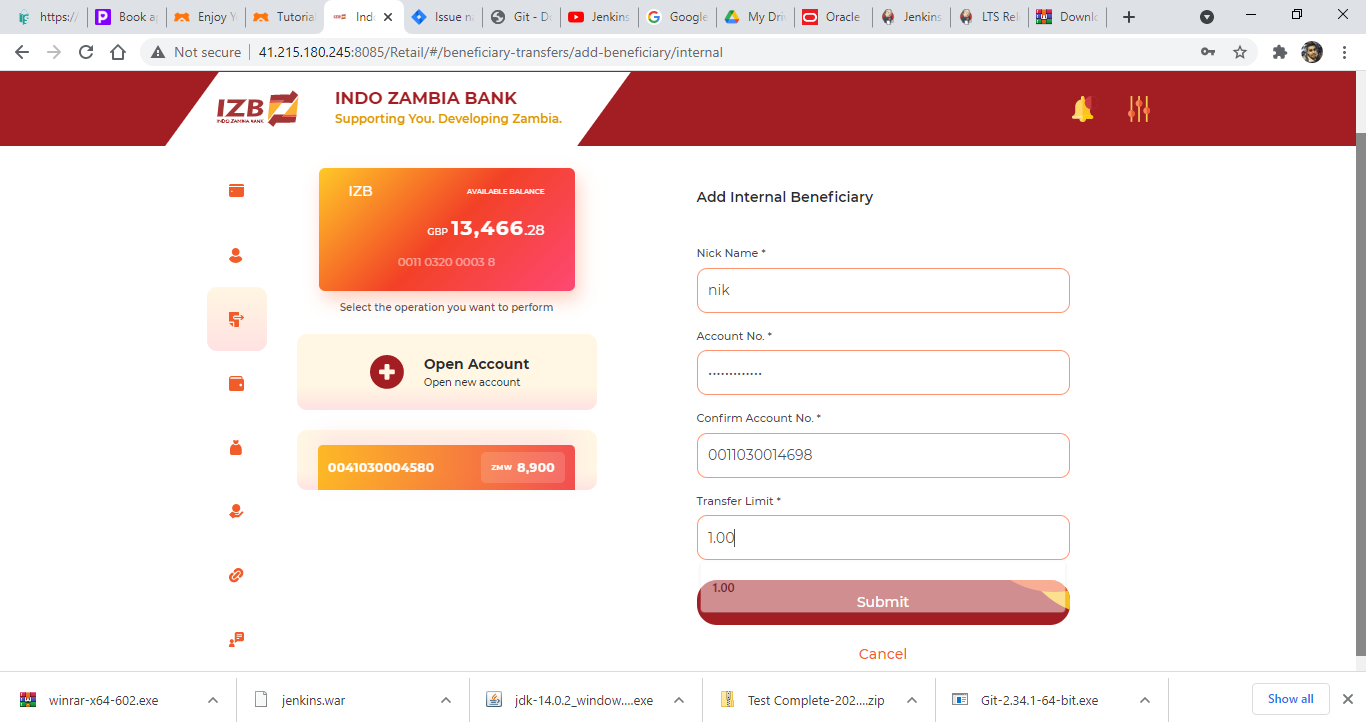 https:/
Book a
Enjoy Y
Tutoria
Ind
Issue n
Git - D
Jenkins
Google
My Dri
Oracle
Jenkins
LTS Rel
Downlo
Not secure
41.215.180.245:8085/Retail/#/beneficiary-transfers/add-beneficiary/internal
IZB
INDO ZAMBIA BANK
INDO ZAMBIA BANK
Supporting You. Developing Zambia.
IZB
AVAILABLE BALANCE
GBP 13,466.28
0011 0320 0003 8
Select the operation you want to perform
Open Account
Open new account
0041030004580
ZMW 8,900
Add Internal Beneficiary
Nick Name *
nik
Account No. *
•••••••••••••
Confirm Account No. *
0011030014698
Transfer Limit *
1.00
1.00
Submit
Cancel
winrar-x64-602.exe
jenkins.war
jdk-14.0.2_window....exe
Test Complete-202....zip
Git-2.34.1-64-bit.exe
Show all